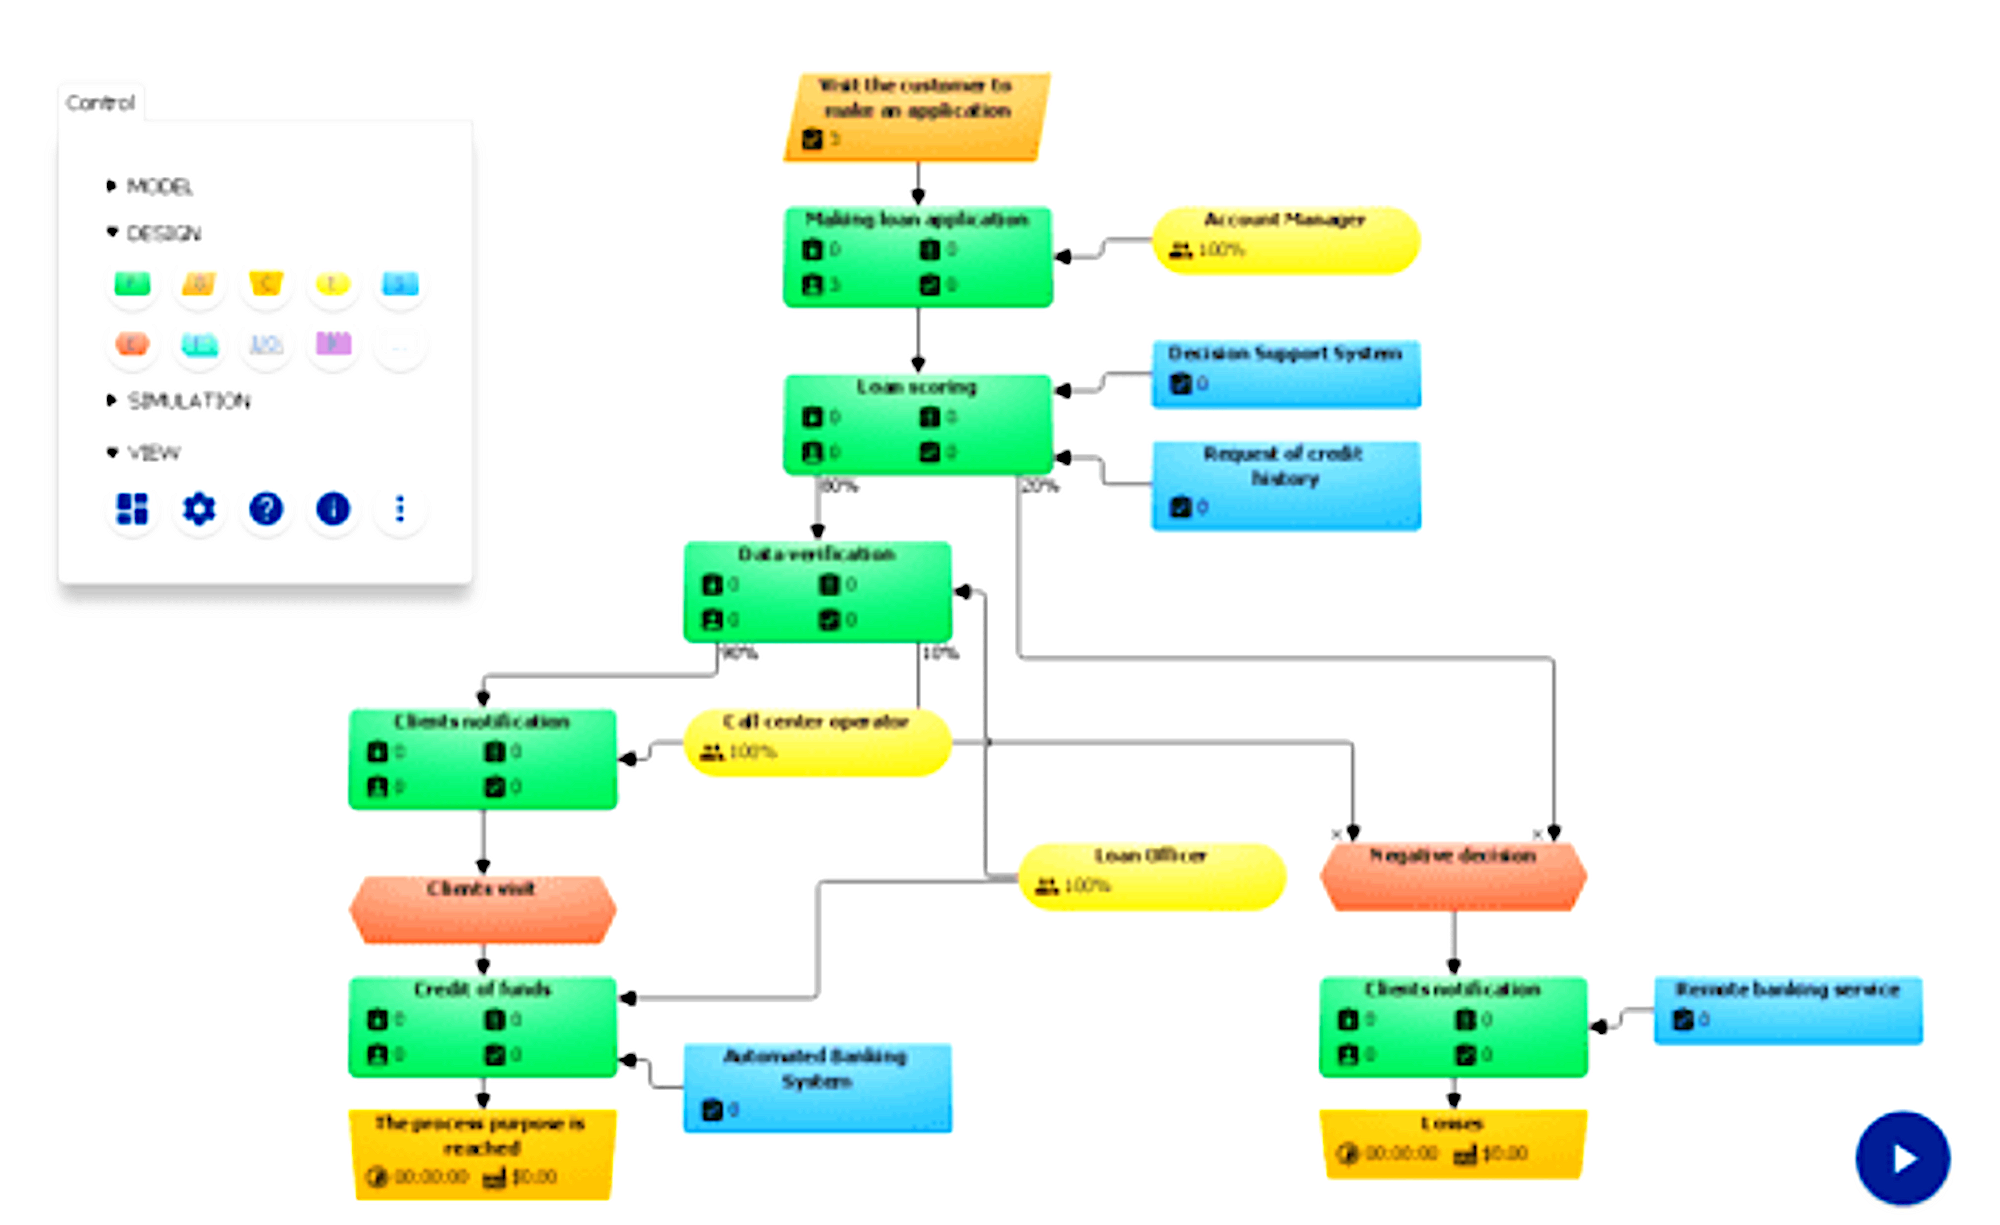 Control
MODEL
DESIGN
SIMULATION
VIEW
Visit the customer to
make an application
3
Making loan application
0 0
3 0
Account Manager
100%
Loan scoring
0 0
0 0
Decision Support System
0
Request of credit
history
0
80% 20%
Data verification
0 0
0 0
90% 10%
Clients notification
0 0
0 0
Call center operator
100%
Clients visit
Loan Officer
100%
× ×
Negative decision
Credit of funds
0 0
0 0
Automated Banking
System
0
Clients notification
0 0
0 0
Remote banking service
0
The process purpose is
reached
00:00:00 $0.00
Losses
00:00:00 $0.00